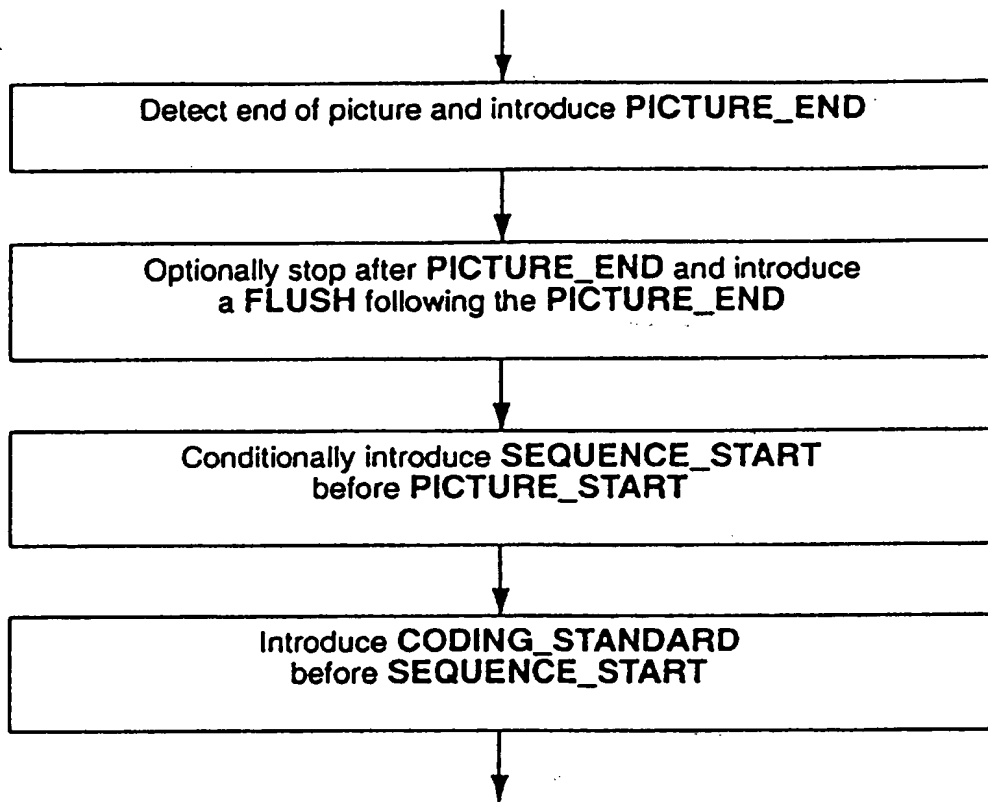 Detect end of picture and introduce PICTURE_END
Optionally stop after PICTURE_END and introduce
a FLUSH following the PICTURE_END
Conditionally introduce SEQUENCE_START
before PICTURE_START
Introduce CODING_STANDARD
before SEQUENCE_START